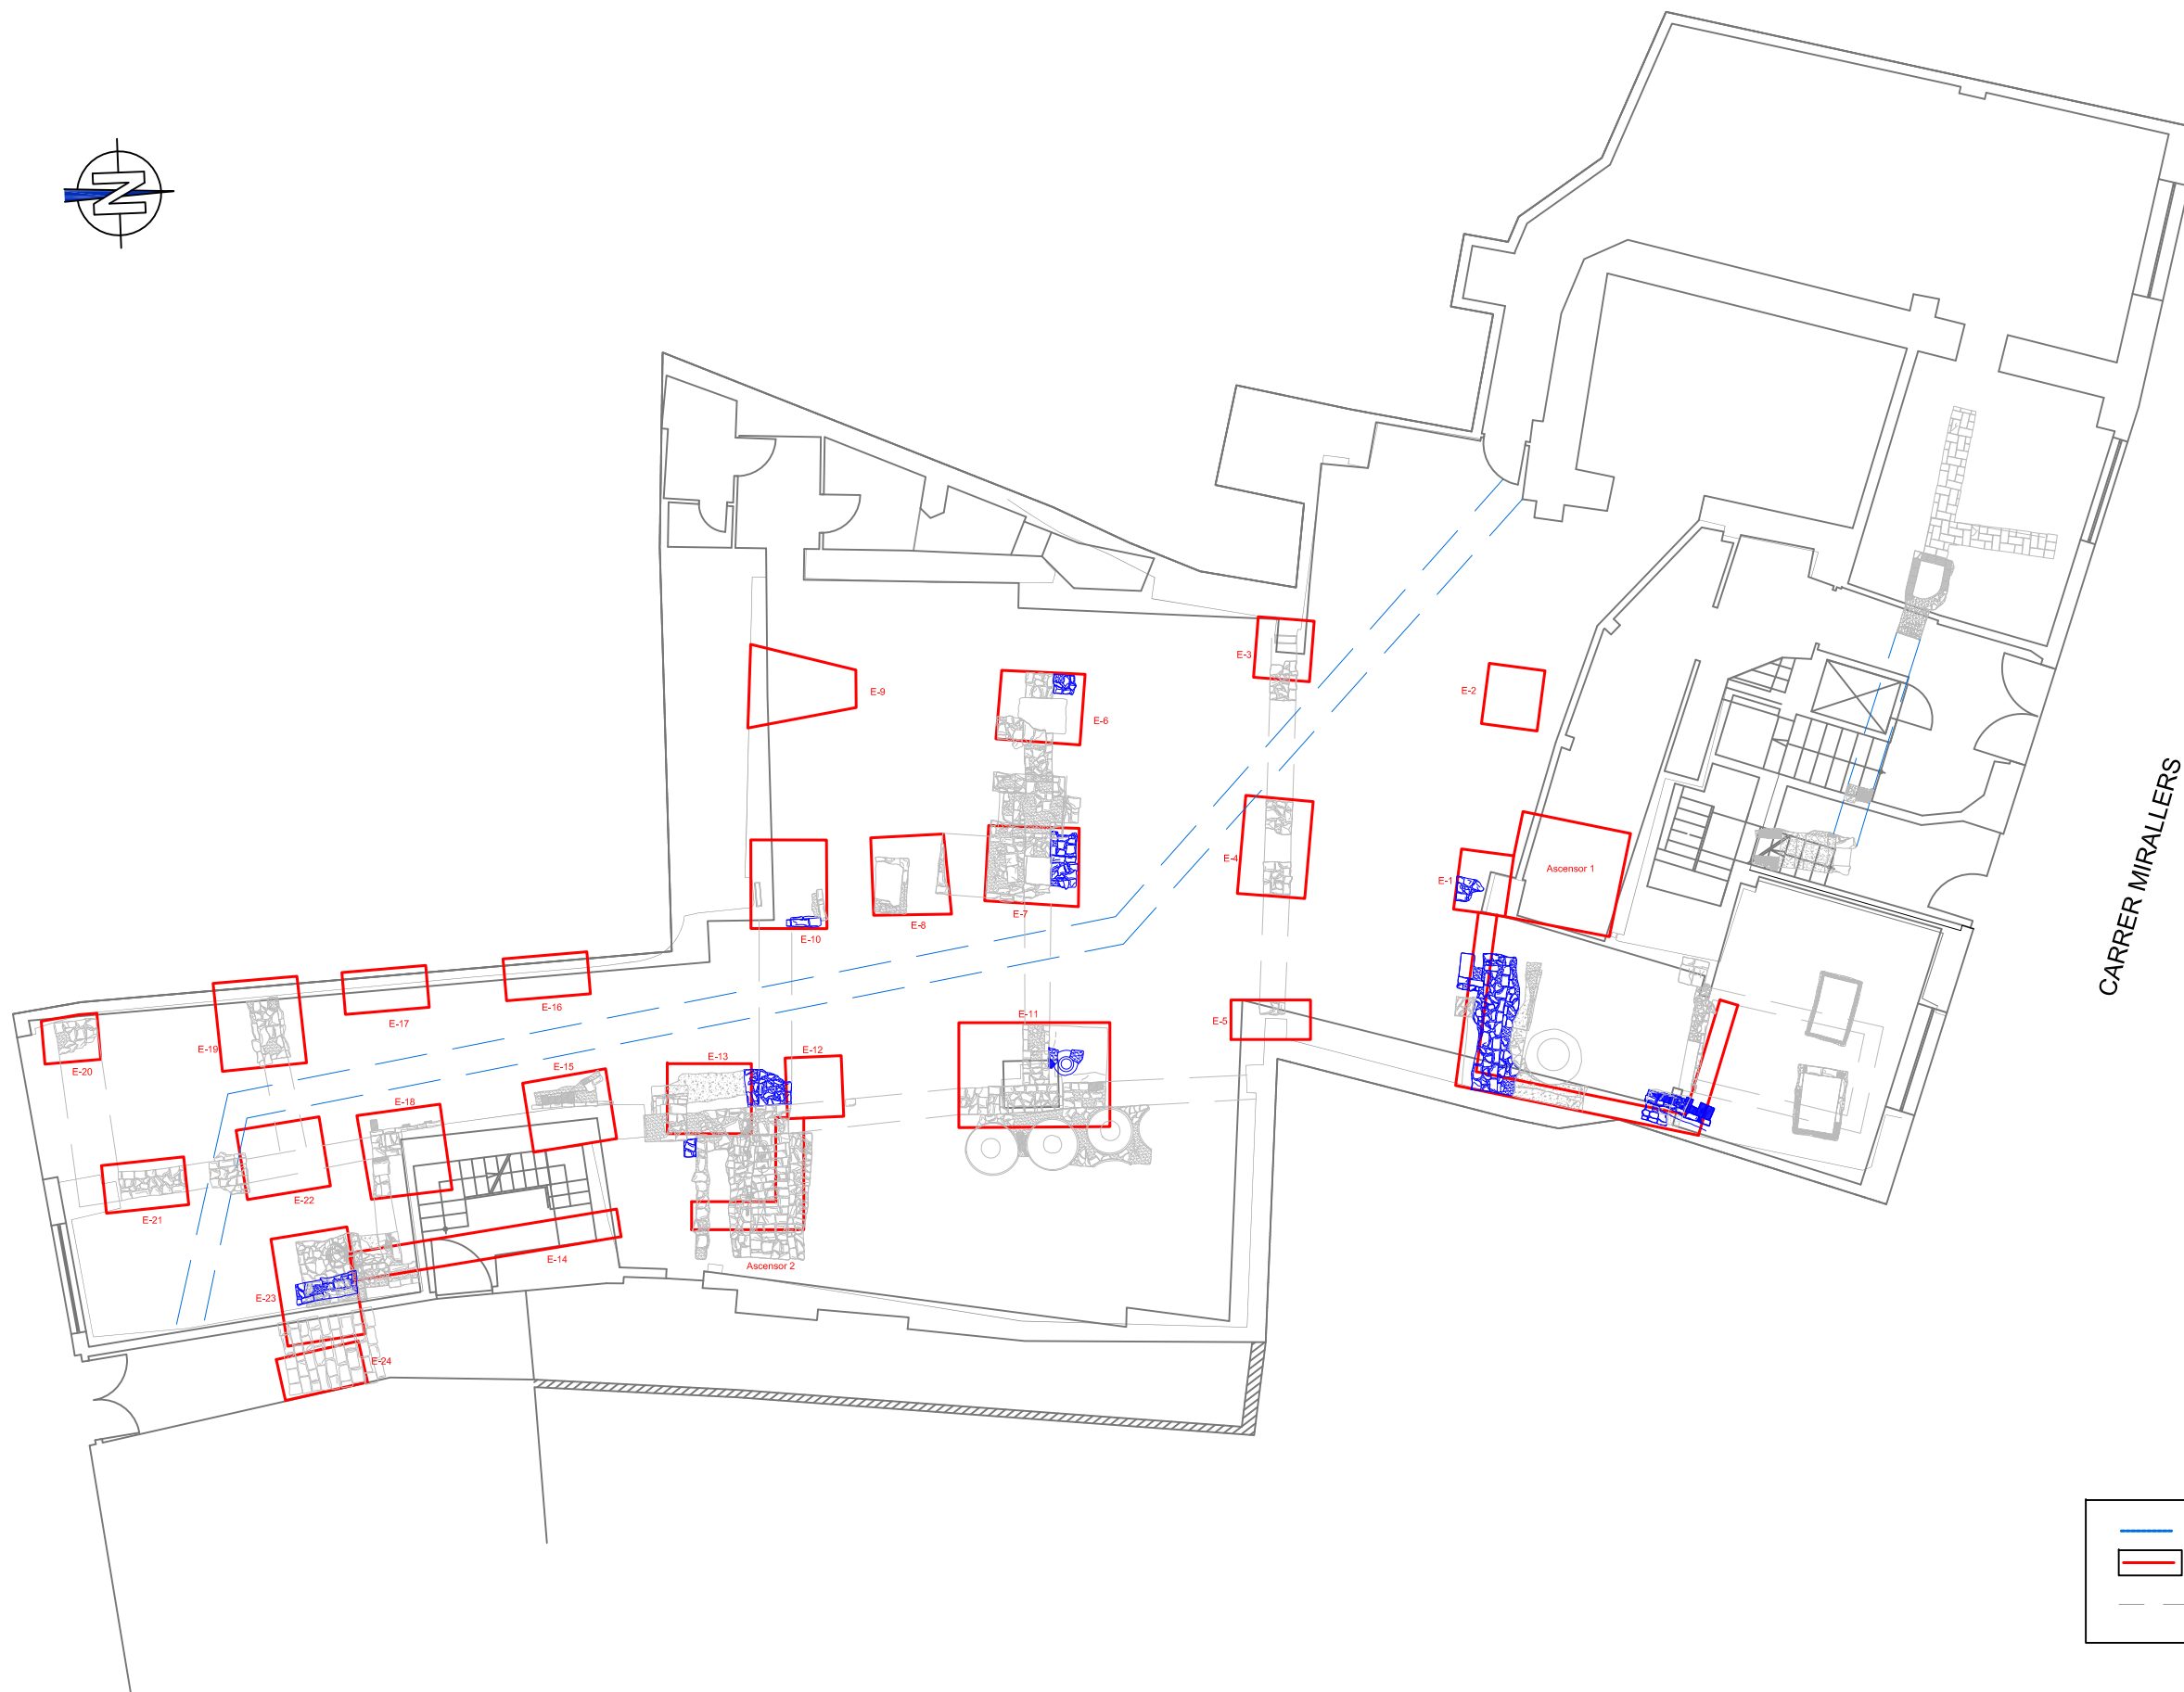 N
E-3
E-2
E-9
E-6
E-4
Ascensor 1
E-1
E-8
E-7
E-10
CARRER MIRALLERS
E-16
E-17
E-11
E-5
E-19
E-12
E-13
E-20
E-15
E-18
E-22
E-21
E-14
Ascensor 2
E-23
E-24